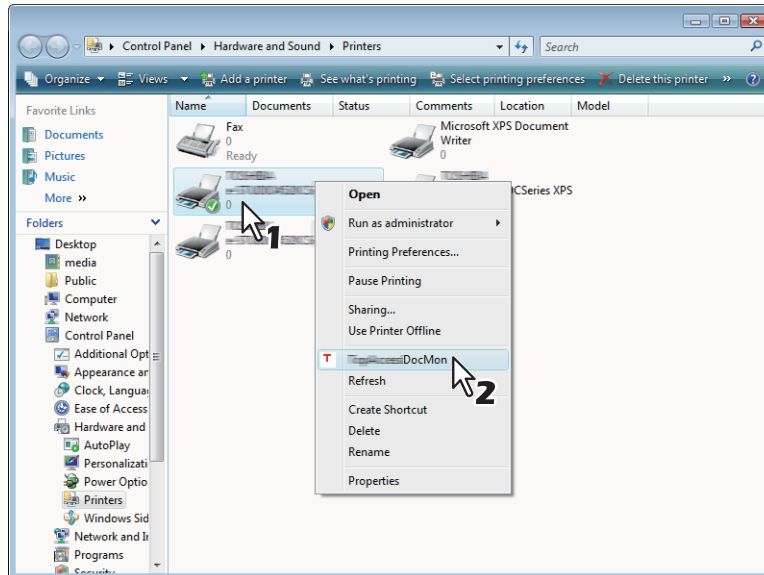 Control Panel Hardware and Sound Printers
Search
Organize Views Add a printer See what's printing Select printing preferences Delete this printer »
Favorite Links
Documents
Pictures
Music
More »
Folders
Desktop
media
Public
Computer
Network
Control Panel
Additional Opt
Appearance an
Clock, Languag
Ease of Access
Hardware and
AutoPlay
Personalizati
Power Optio
Printers
Windows Sid
Network and In
Programs
Security
Name Documents Status Comments Location Model
Fax
0
Ready
Microsoft XPS Document
Writer
0
0
CSeries XPS
0
1
Open
Run as administrator
Printing Preferences...
Pause Printing
Sharing...
Use Printer Offline
DocMon
2
Refresh
Create Shortcut
Delete
Rename
Properties